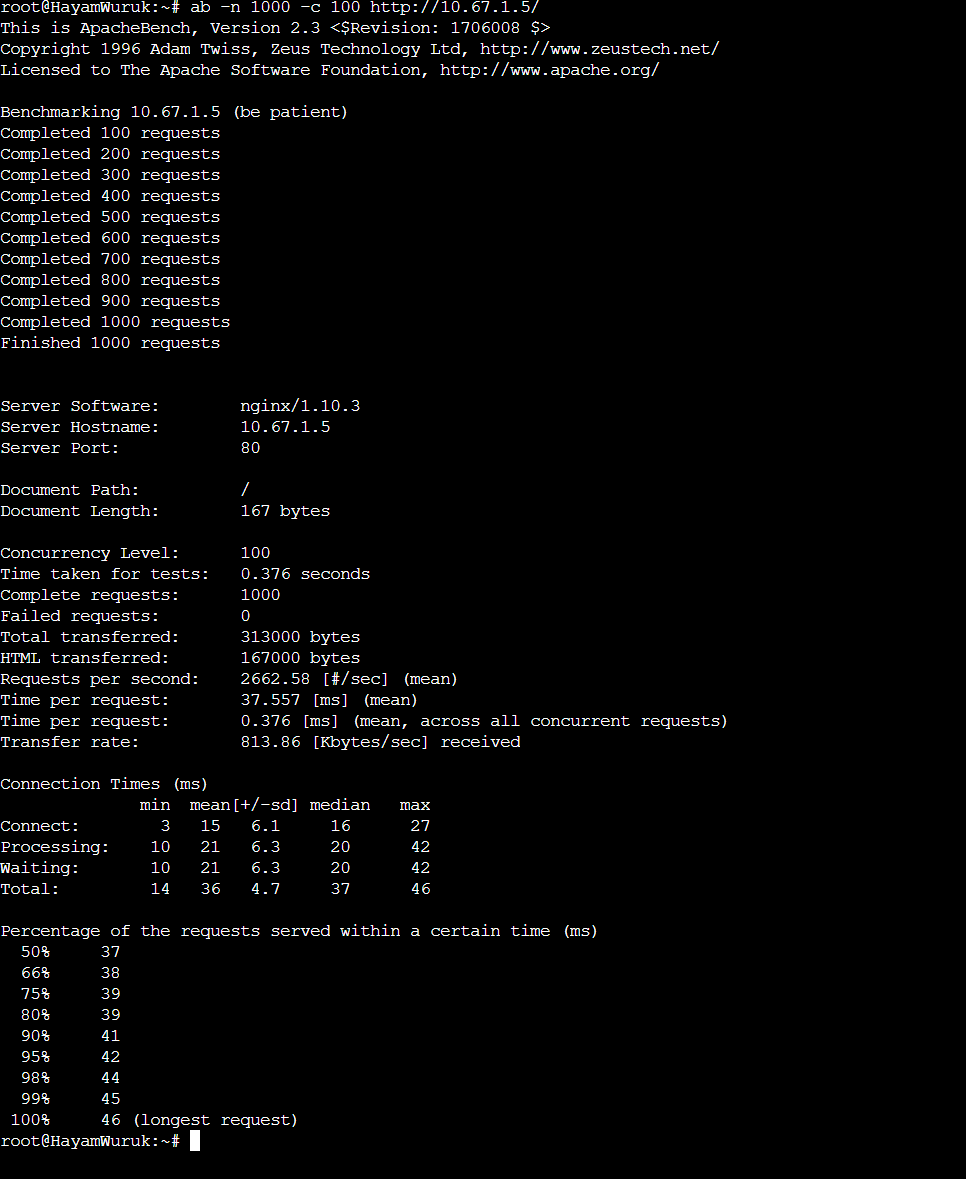 root@HayamWuruk:~# ab -n 1000 -c 100 http://10.67.1.5/
This is ApacheBench, Version 2.3 <$Revision: 1706008 $>
Copyright 1996 Adam Twiss, Zeus Technology Ltd, http://www.zeustech.net/
Licensed to The Apache Software Foundation, http://www.apache.org/

Benchmarking 10.67.1.5 (be patient)
Completed 100 requests
Completed 200 requests
Completed 300 requests
Completed 400 requests
Completed 500 requests
Completed 600 requests
Completed 700 requests
Completed 800 requests
Completed 900 requests
Completed 1000 requests
Finished 1000 requests


Server Software:        nginx/1.10.3
Server Hostname:        10.67.1.5
Server Port:            80

Document Path:          /
Document Length:        167 bytes

Concurrency Level:      100
Time taken for tests:   0.376 seconds
Complete requests:      1000
Failed requests:        0
Total transferred:      313000 bytes
HTML transferred:       167000 bytes
Requests per second:    2662.58 [#/sec] (mean)
Time per request:       37.557 [ms] (mean)
Time per request:       0.376 [ms] (mean, across all concurrent requests)
Transfer rate:          813.86 [Kbytes/sec] received

Connection Times (ms)
              min  mean[+/-sd] median   max
Connect:        3   15   6.1     16      27
Processing:    10   21   6.3     20      42
Waiting:       10   21   6.3     20      42
Total:         14   36   4.7     37      46

Percentage of the requests served within a certain time (ms)
  50%     37
  66%     38
  75%     39
  80%     39
  90%     41
  95%     42
  98%     44
  99%     45
 100%     46 (longest request)
root@HayamWuruk:~#